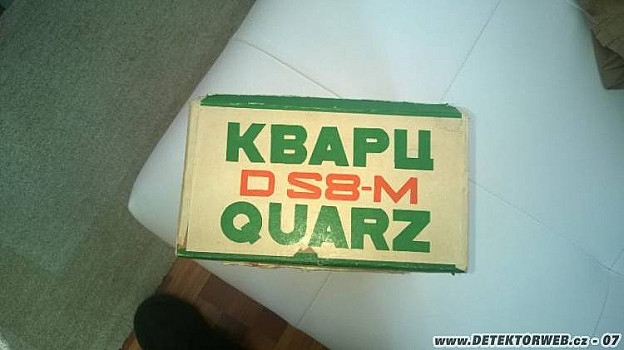 КВАРЦ
D S8-M
QUARZ
www.DETEKTORWEB.cz - 07